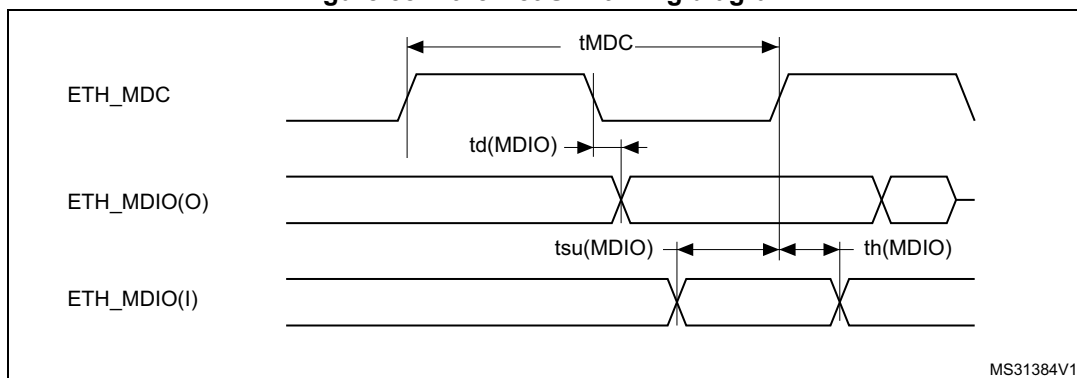 tMDC
ETH_MDC
td(MDIO)
ETH_MDIO(O)
tsu(MDIO) th(MDIO)
ETH_MDIO(I)
MS31384V1